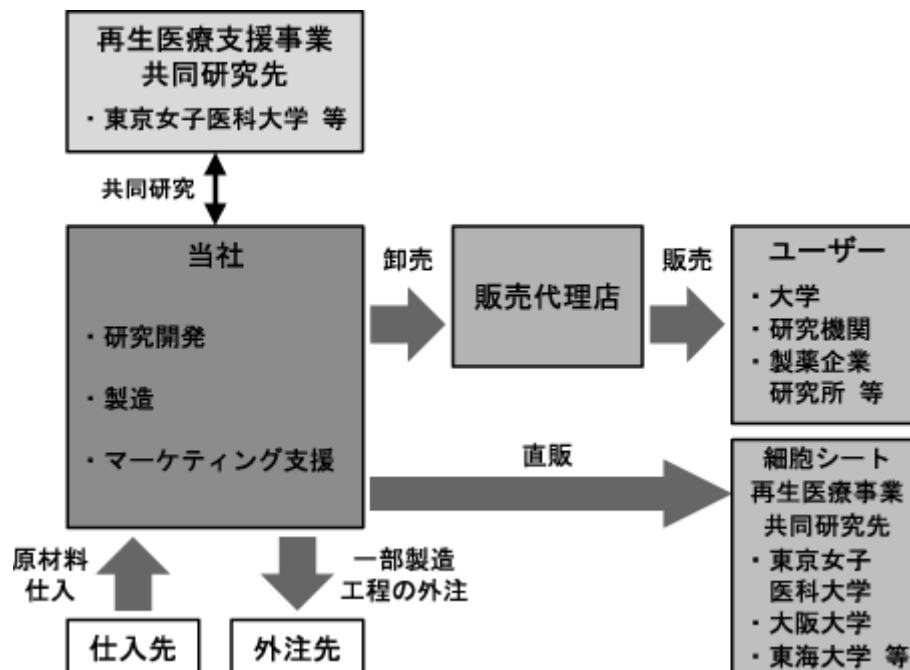 再生医療支援事業
共同研究先
・東京女子医科大学 等
共同研究
当社
・研究開発
・製造
・マーケティング支援
卸売
販売代理店
販売
ユーザー
・大学
・研究機関
・製薬企業
研究所 等
直販
細胞シート
再生医療事業
共同研究先
・東京女子
医科大学
・大阪大学
・東海大学 等
原材料
仕入
一部製造
工程の外注
仕入先
外注先